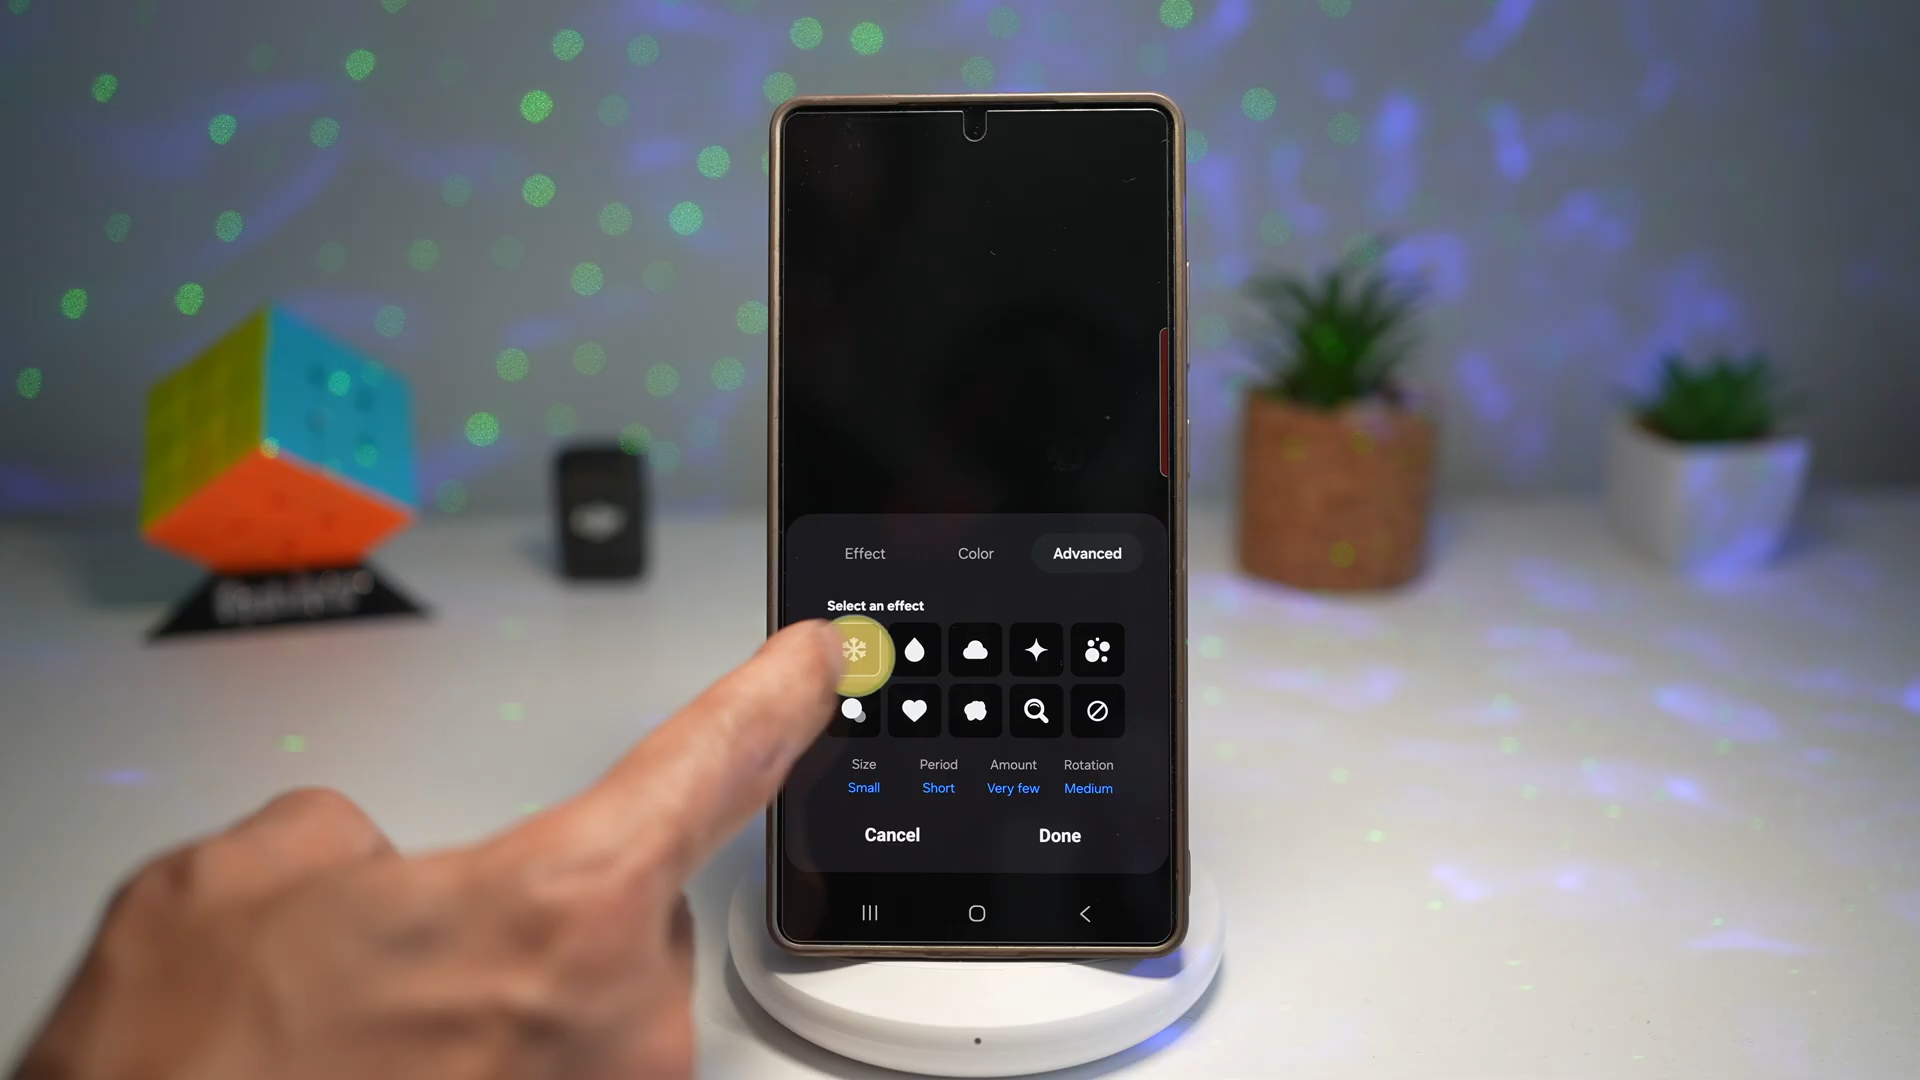 Effect Color Advanced
Select an effect
Size Period Amount Rotation
Small Short Very few Medium
Cancel Done